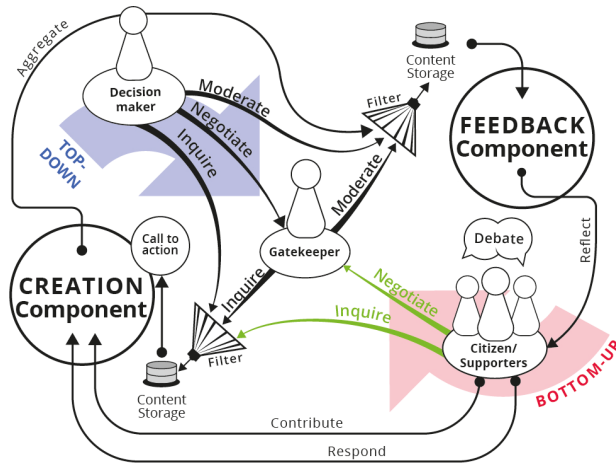 Aggregate
Decision
maker
Content
Storage
Moderate
Filter
Negotiate
FEEDBACK
Component
TOP-
DOWN
Inquire
Moderate
Call to
action
Gatekeeper
Debate
Reflect
CREATION
Component
Inquire
Negotiate
Inquire
Filter
Citizen/
Supporters
BOTTOM-UP
Content
Storage
Contribute
Respond